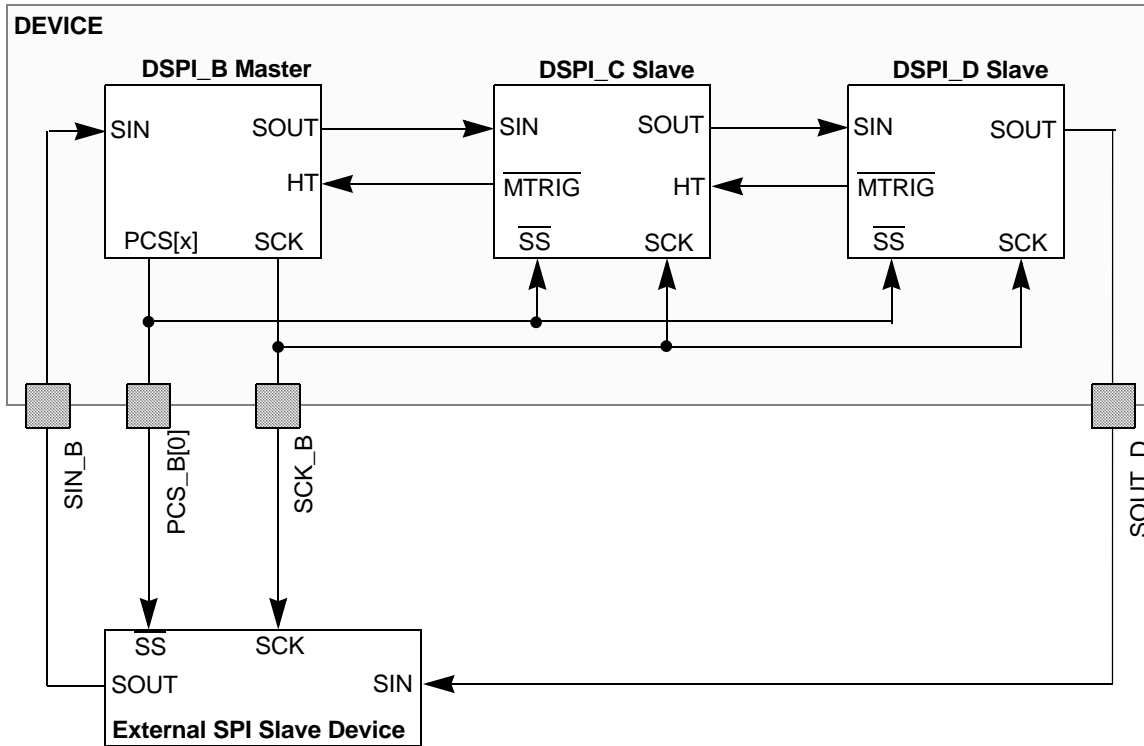 DEVICE
DSPI_B Master
DSPI_C Slave
DSPI_D Slave
SIN
SOUT
HT
PCS[x]
SCK
SIN
SOUT
MTRIG
HT
SS
SCK
SIN
SOUT
MTRIG
SS
SCK
SIN_B
PCS_B[0]
SCK_B
SOUT_D
SS
SCK
SOUT
SIN
External SPI Slave Device